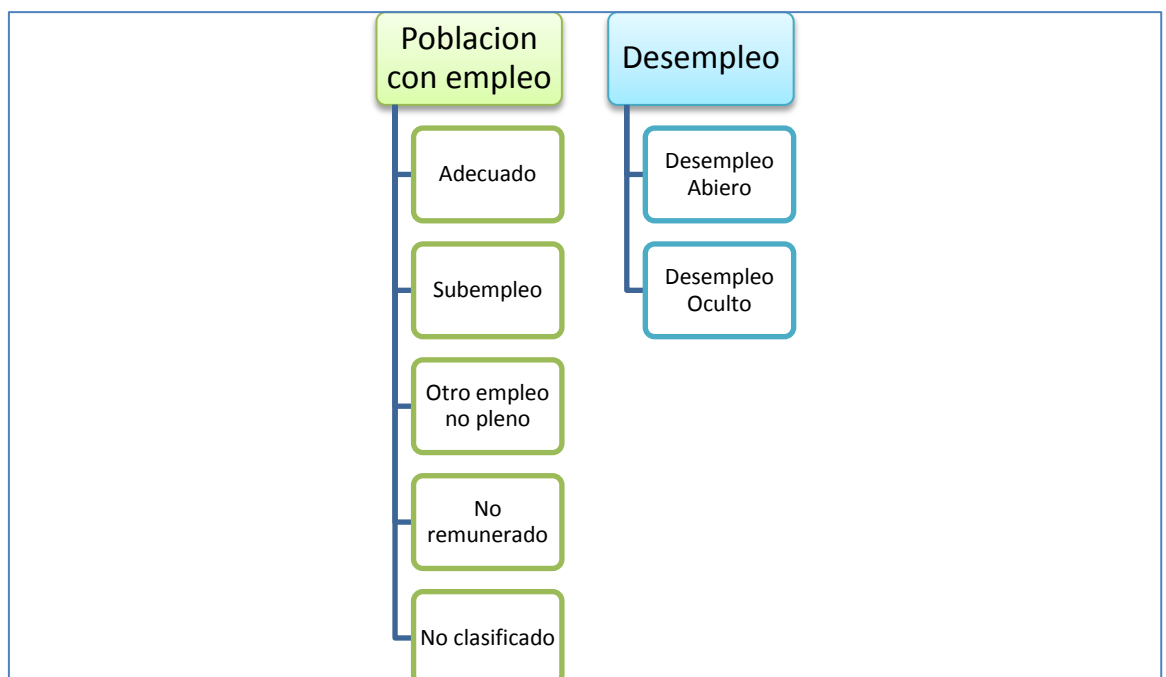 Poblacion
con empleo
Adecuado
Subempleo
Otro empleo
no pleno
No
remunerado
No clasificado
Desempleo
Desempleo
Abiero
Desempleo
Oculto